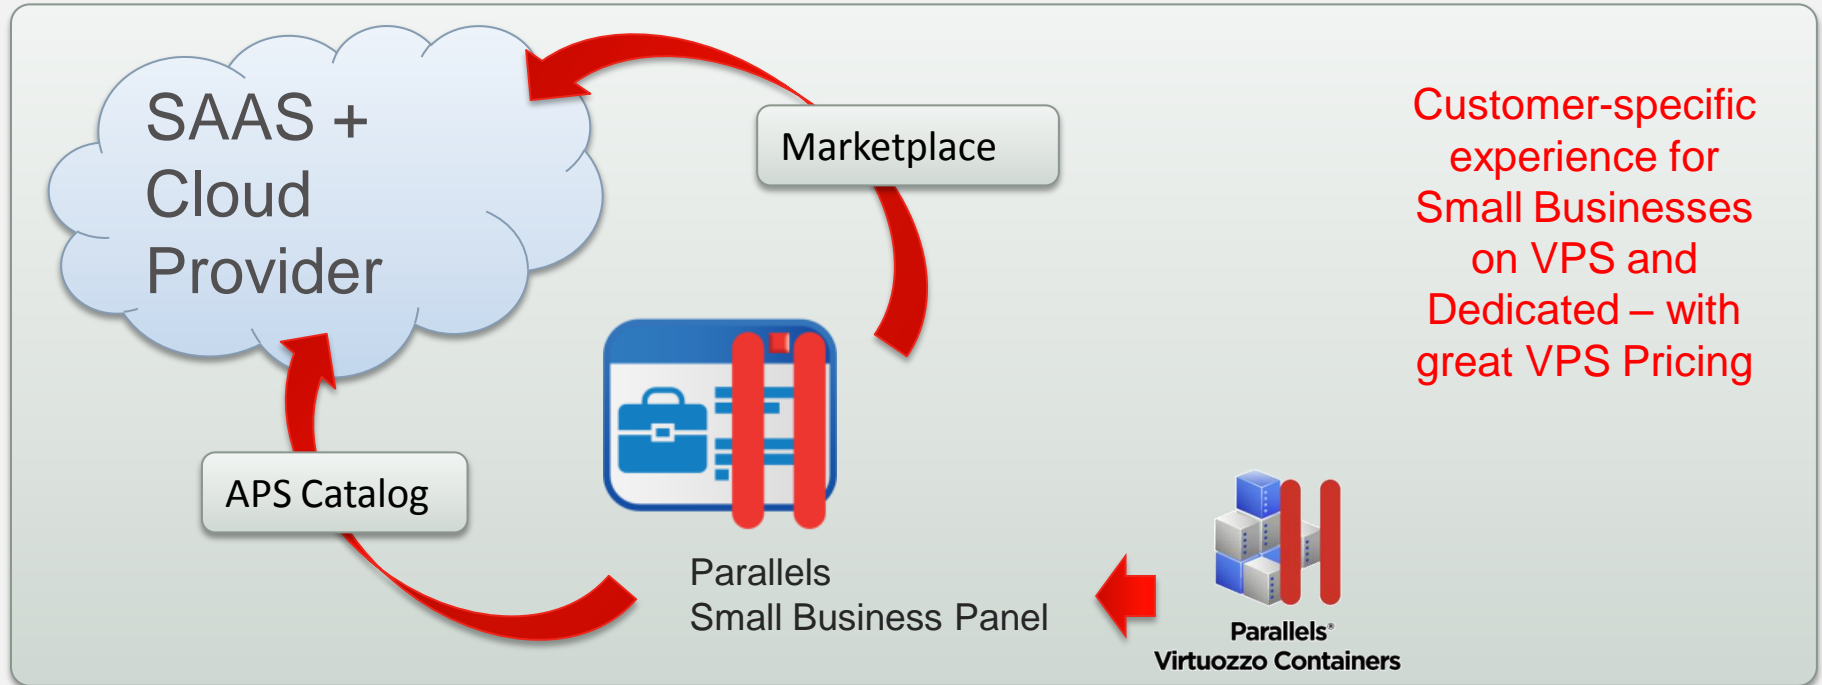 SAAS +
Cloud
Provider
Marketplace
Customer-specific
experience for
Small Businesses
on VPS and
Dedicated – with
great VPS Pricing
APS Catalog
Parallels
Small Business Panel
Parallels®
Virtuozzo Containers